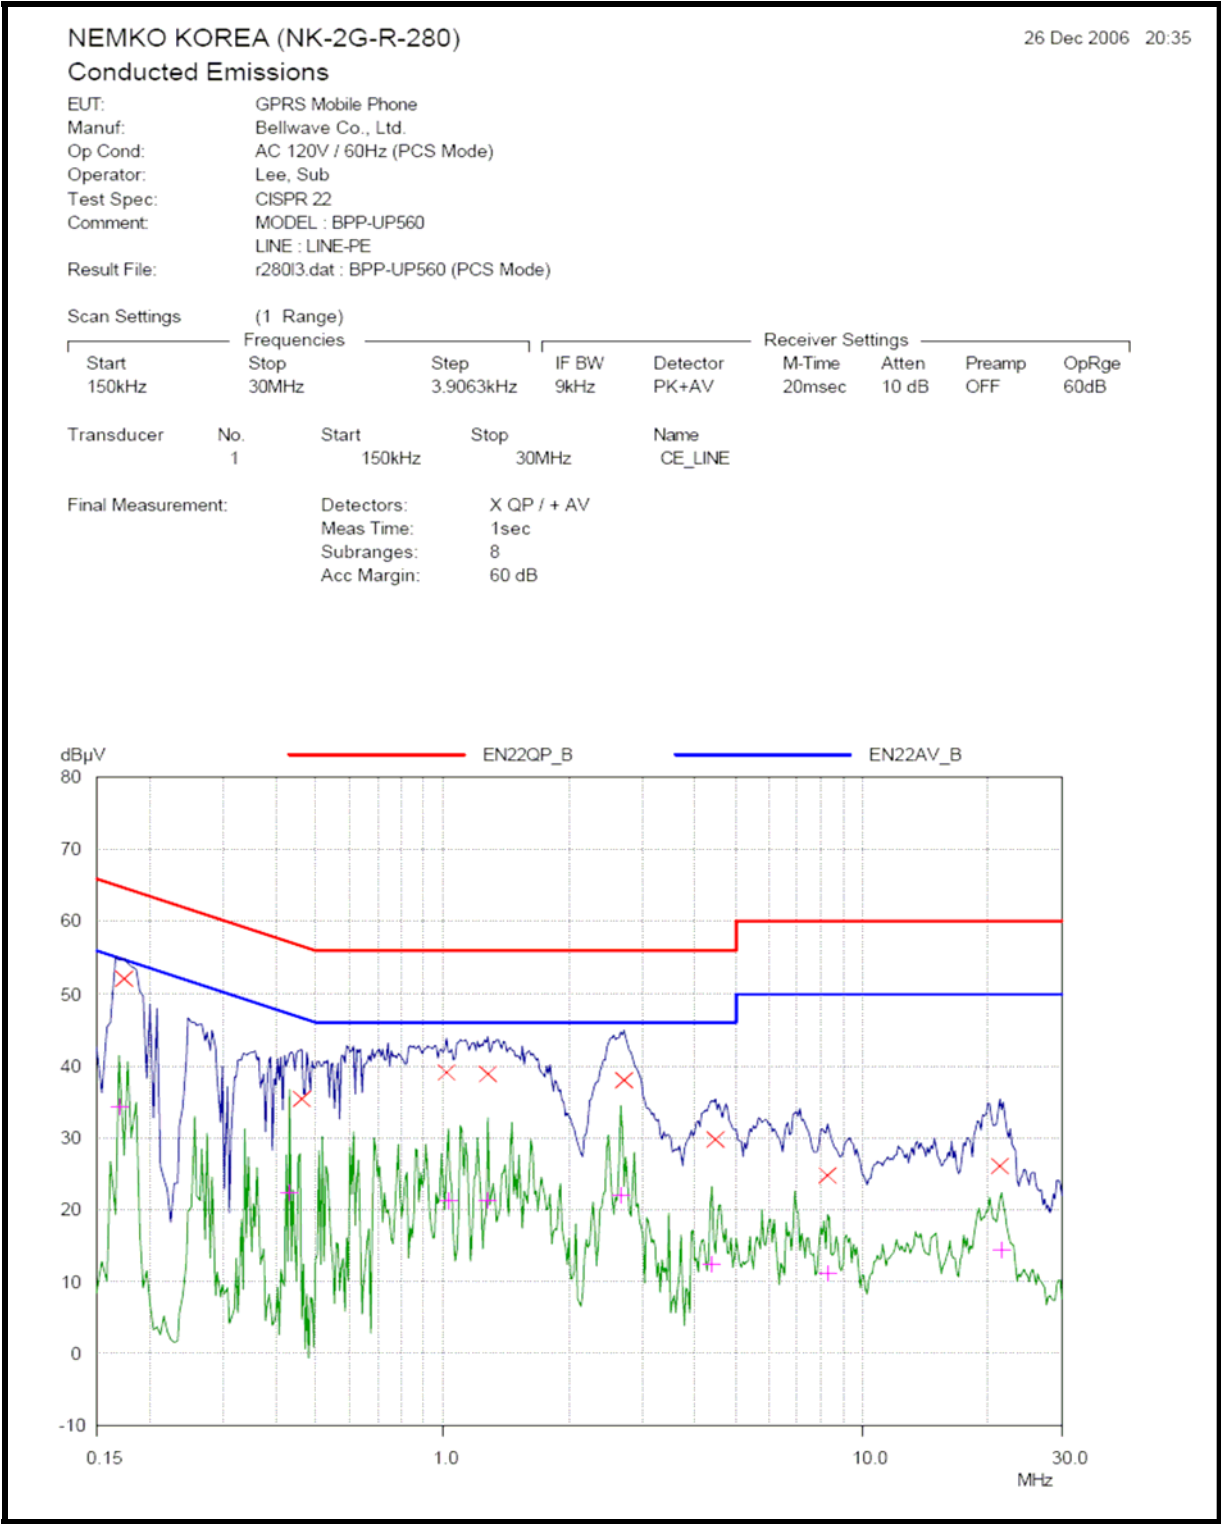 NEMKO KOREA (NK-2G-R-280) 26 Dec 2006 20:35
Conducted Emissions
EUT: GPRS Mobile Phone
Manuf: Bellwave Co., Ltd.
Op Cond: AC 120V / 60Hz (PCS Mode)
Operator: Lee, Sub
Test Spec: CISPR 22
Comment: MODEL : BPP-UP560
LINE : LINE-PE
Result File: r280l3.dat : BPP-UP560 (PCS Mode)
Scan Settings (1 Range)
Frequencies Receiver Settings
Start Stop Step IF BW Detector M-Time Atten Preamp OpRge
150kHz 30MHz 3.9063kHz 9kHz PK+AV 20msec 10 dB OFF 60dB
Transducer No. Start Stop Name
1 150kHz 30MHz CE_LINE
Final Measurement: Detectors: X QP / + AV
Meas Time: 1sec
Subranges: 8
Acc Margin: 60 dB
dBµV EN22QP_B EN22AV_B
80
70
60
50
40
30
20
10
0
-10
0.15 1.0 10.0 30.0
MHz